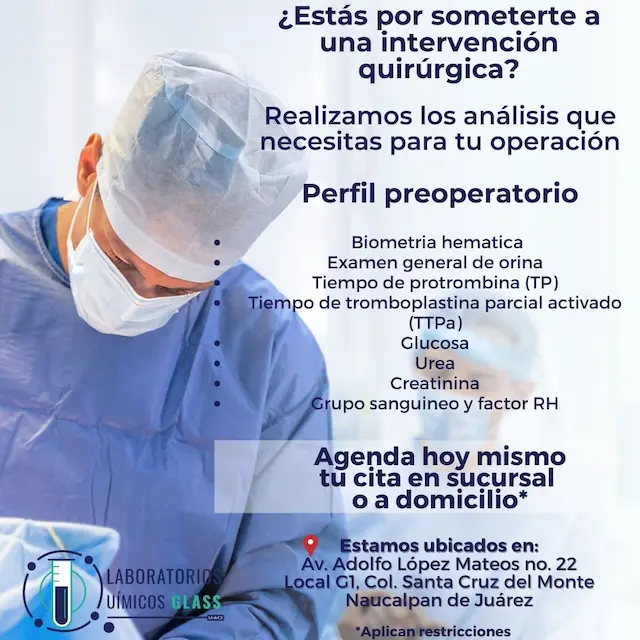 ¿Estás por someterte a
una intervención
quirúrgica?
Realizamos los análisis que
necesitas para tu operación
Perfil preoperatorio
• Biometria hematica
• Examen general de orina
• Tiempo de protrombina (TP)
• Tiempo de tromboplastina parcial activado
(TTPa)
• Glucosa
• Urea
• Creatinina
• Grupo sanguineo y factor RH
Agenda hoy mismo
tu cita en sucursal
o a domicilio*
Estamos ubicados en:
Av. Adolfo López Mateos no. 22
Local G1, Col. Santa Cruz del Monte
Naucalpan de Juárez
LABORATORIOS
UÍMICOS GLASS
*Aplican restricciones